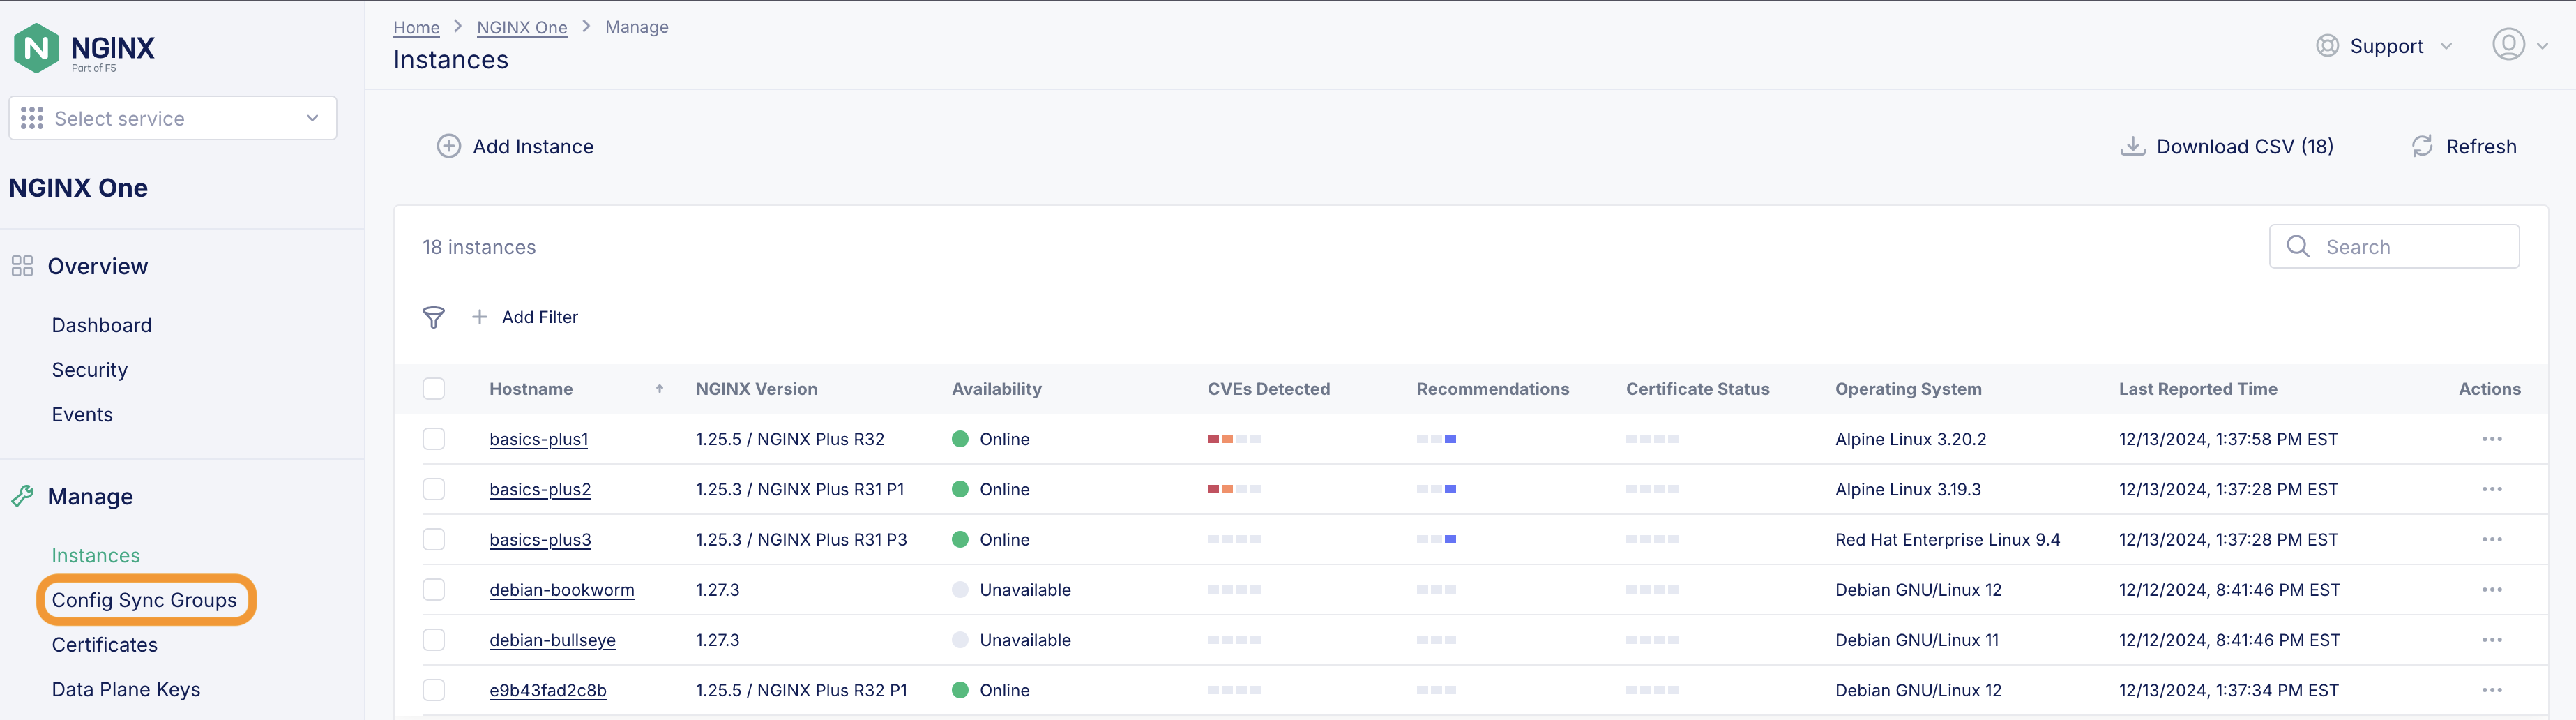 NGINX
Part of F5
Select service
NGINX One
Overview
Dashboard
Security
Events
Manage
Instances
Config Sync Groups
Certificates
Data Plane Keys
Home > NGINX One > Manage
Instances
Support
Add Instance
Download CSV (18)
Refresh
18 instances
Search
Add Filter
Hostname NGINX Version Availability CVEs Detected Recommendations Certificate Status Operating System Last Reported Time Actions
basics-plus1 1.25.5 / NGINX Plus R32 Online Alpine Linux 3.20.2 12/13/2024, 1:37:58 PM EST
basics-plus2 1.25.3 / NGINX Plus R31 P1 Online Alpine Linux 3.19.3 12/13/2024, 1:37:28 PM EST
basics-plus3 1.25.3 / NGINX Plus R31 P3 Online Red Hat Enterprise Linux 9.4 12/13/2024, 1:37:28 PM EST
debian-bookworm 1.27.3 Unavailable Debian GNU/Linux 12 12/12/2024, 8:41:46 PM EST
debian-bullseye 1.27.3 Unavailable Debian GNU/Linux 11 12/12/2024, 8:41:46 PM EST
e9b43fad2c8b 1.25.5 / NGINX Plus R32 P1 Online Debian GNU/Linux 12 12/13/2024, 1:37:34 PM EST